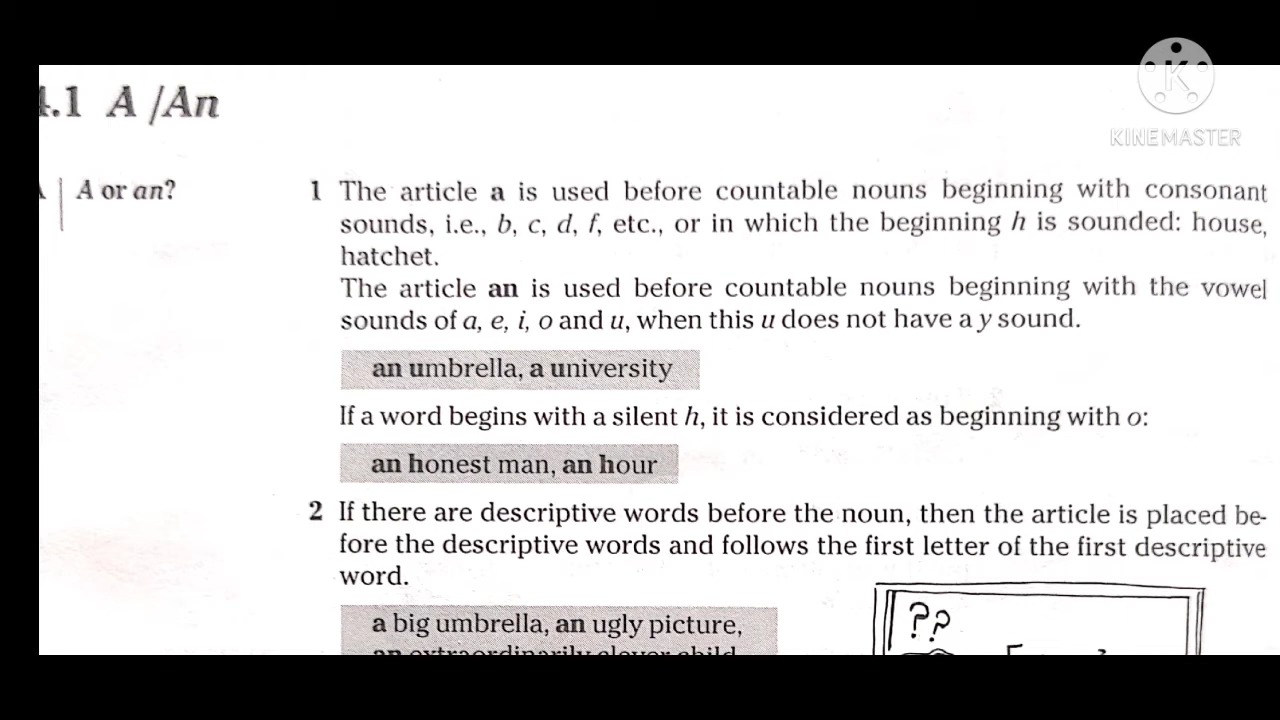 4.1 A /An
KINEMASTER
A or an?
1 The article a is used before countable nouns beginning with consonant
sounds, i.e., b, c, d, f, etc., or in which the beginning h is sounded: house,
hatchet.
The article an is used before countable nouns beginning with the vowel
sounds of a, e, i, o and u, when this u does not have a y sound.
an umbrella, a university
If a word begins with a silent h, it is considered as beginning with o:
an honest man, an hour
2 If there are descriptive words before the noun, then the article is placed be-
fore the descriptive words and follows the first letter of the first descriptive
word.
a big umbrella, an ugly picture,
an extraordinarily clever child
??